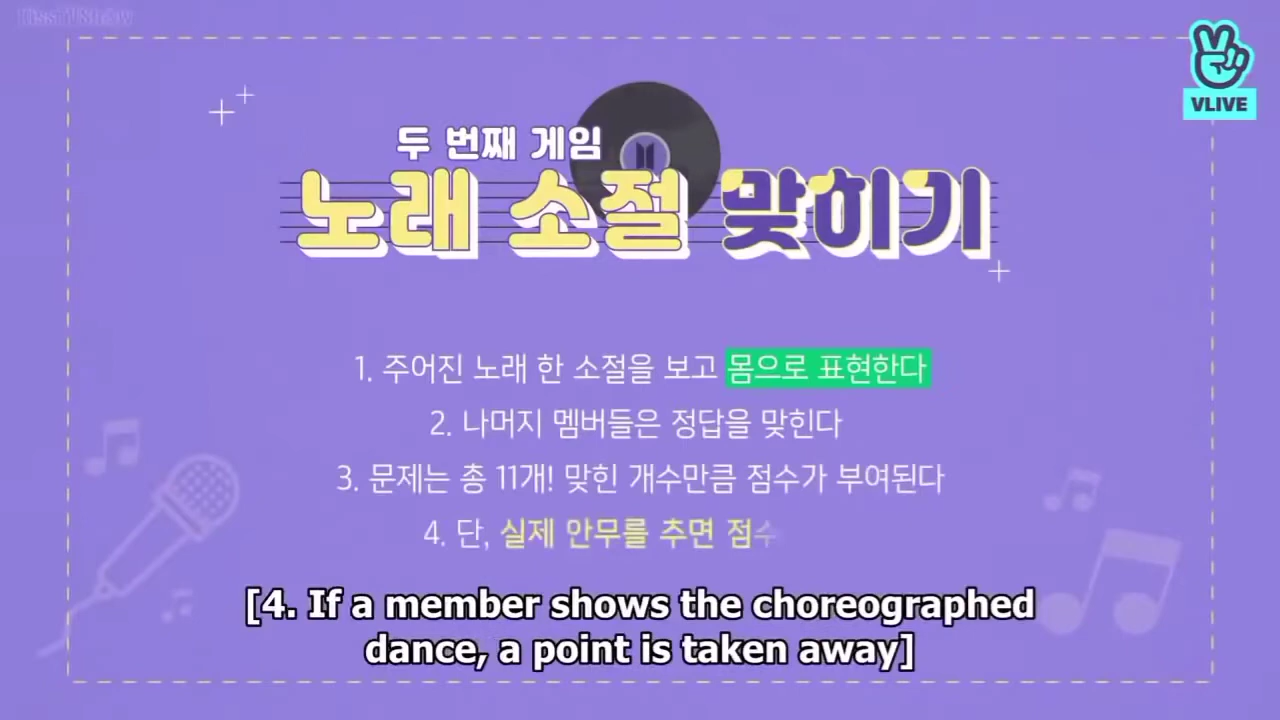 VLIVE
두 번째 게임
노래 소절 맞히기
1. 주어진 노래 한 소절을 보고 몸으로 표현한다
2. 나머지 멤버들은 정답을 맞힌다
3. 문제는 총 11개! 맞힌 개수만큼 점수가 부여된다
4. 단, 실제 안무를 추면 점수
[4. If a member shows the choreographed
dance, a point is taken away]